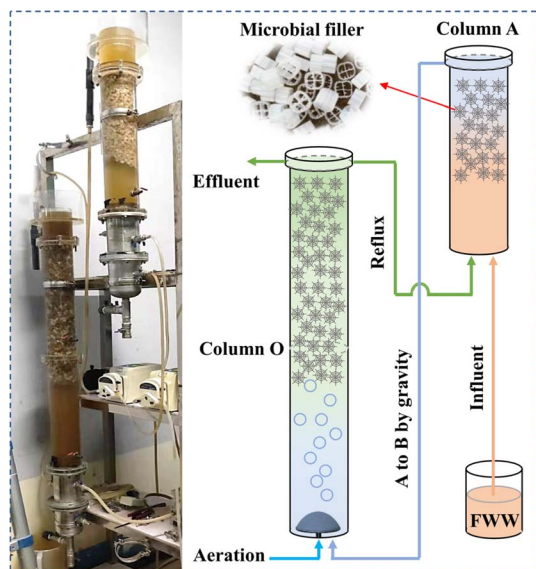 Microbial filler
Column A
Effluent
Reflux
Column O
A to B by gravity
Influent
FWW
Aeration